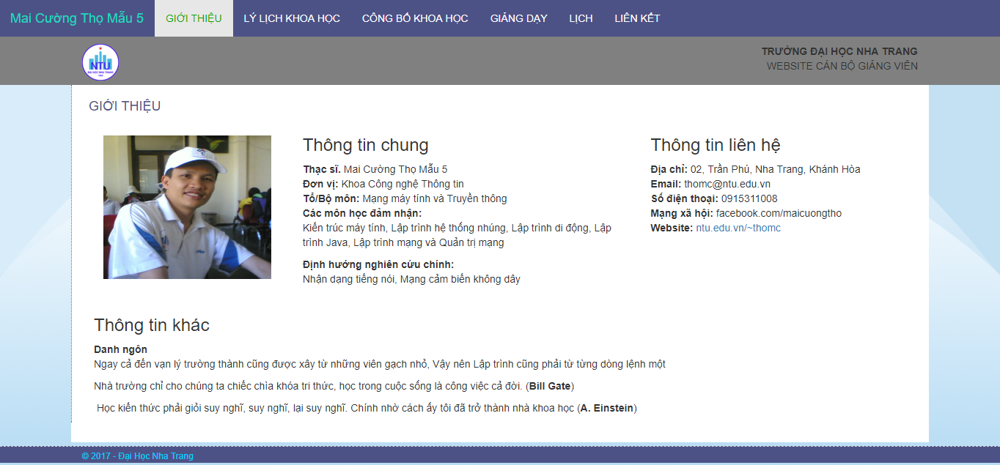 Mai Cường Thọ Mẫu 5 GIỚI THIỆU LÝ LỊCH KHOA HỌC CÔNG BỐ KHOA HỌC GIẢNG DẠY LỊCH LIÊN KẾT
NTU
ĐẠI HỌC NHA TRANG
TRƯỜNG ĐẠI HỌC NHA TRANG
WEBSITE CÁN BỘ GIẢNG VIÊN
GIỚI THIỆU
Thông tin chung
Thạc sĩ. Mai Cường Thọ Mẫu 5
Đơn vị: Khoa Công nghệ Thông tin
Tổ/Bộ môn: Mạng máy tính và Truyền thông
Các môn học đảm nhận:
Kiến trúc máy tính, Lập trình hệ thống nhúng, Lập trình di động, Lập
trình Java, Lập trình mạng và Quản trị mạng
Định hướng nghiên cứu chính:
Nhận dạng tiếng nói, Mạng cảm biến không dây
Thông tin liên hệ
Địa chỉ: 02, Trần Phú, Nha Trang, Khánh Hòa
Email: thomc@ntu.edu.vn
Số điện thoại: 0915311008
Mạng xã hội: facebook.com/maicuongtho
Website: ntu.edu.vn/~thomc
Thông tin khác
Danh ngôn
Ngay cả đến vạn lý trường thành cũng được xây từ những viên gạch nhỏ, Vậy nên Lập trình cũng phải từ từng dòng lệnh một
Nhà trường chỉ cho chúng ta chiếc chìa khóa tri thức, học trong cuộc sống là công việc cả đời. (Bill Gate)
Học kiến thức phải giỏi suy nghĩ, suy nghĩ, lại suy nghĩ. Chính nhờ cách ấy tôi đã trở thành nhà khoa học (A. Einstein)
© 2017 - Đại Học Nha Trang